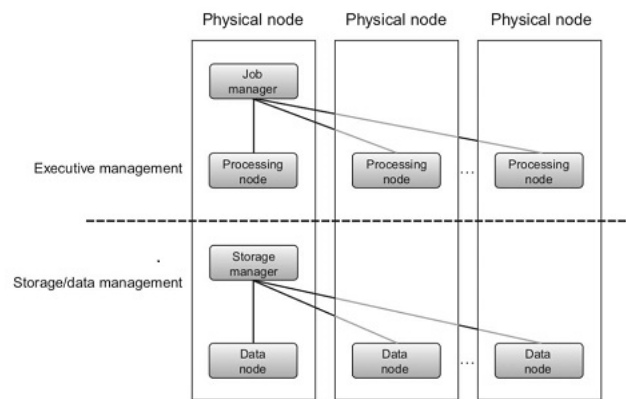 Physical node Physical node Physical node
Job
manager
Executive management
Processing
node
Processing
node
...
Processing
node
Storage
manager
Storage/data management
Data
node
Data
node
...
Data
node